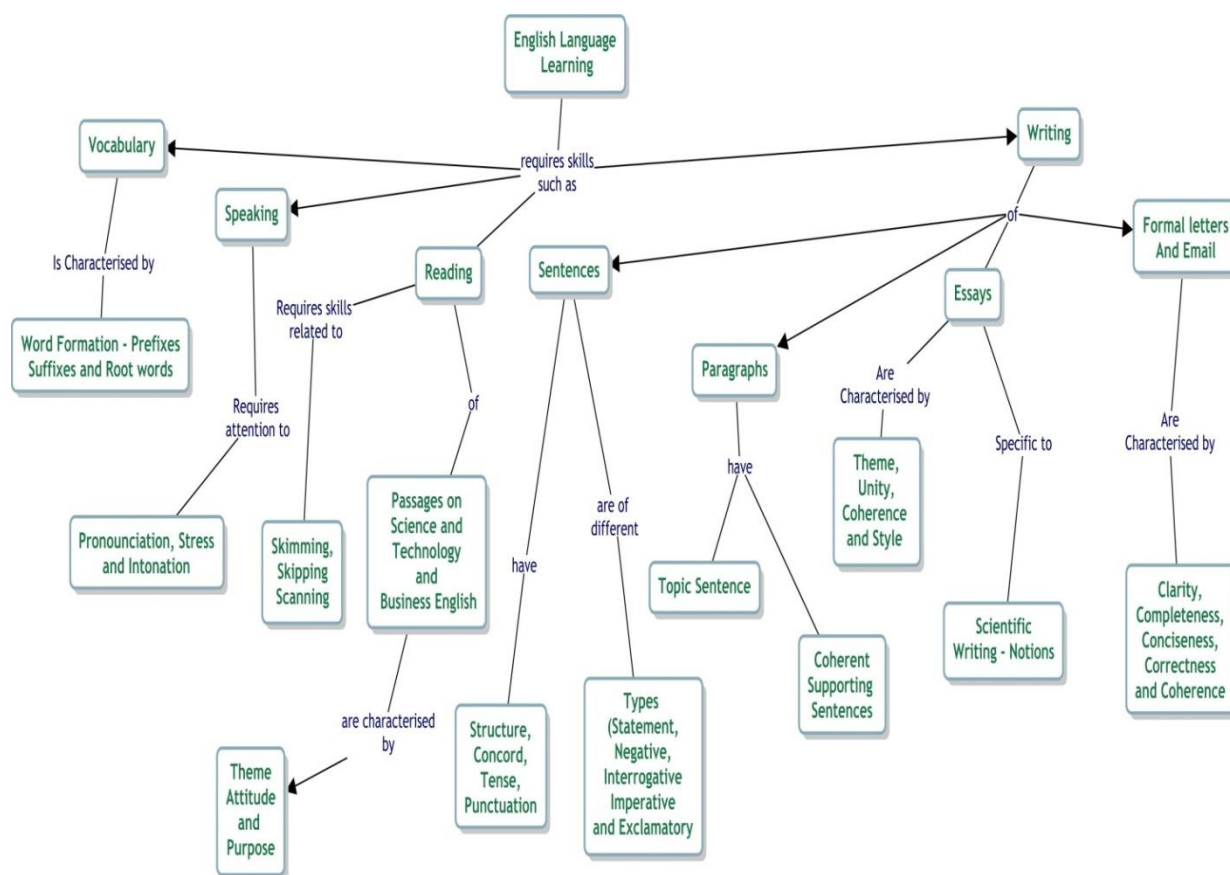 English Language
Learning
Vocabulary
Writing
requires skills
such as
Speaking
of
Formal letters
And Email
Is Characterised by
Reading
Sentences
Essays
Requires skills
related to
Word Formation - Prefixes
Suffixes and Root words
Paragraphs
Are
Characterised by
Requires
attention to
of
Are
Characterised by
Specific to
have
Theme,
Unity,
Coherence
and Style
Passages on
Science and
Technology
and
Business English
are of
different
Pronounciation, Stress
and Intonation
Skimming,
Skipping
Scanning
have
Topic Sentence
Clarity,
Completeness,
Conciseness,
Correctness
and Coherence
Scientific
Writing - Notions
Coherent
Supporting
Sentences
are characterised
by
Structure,
Concord,
Tense,
Punctuation
Types
(Statement,
Negative,
Interrogative
Imperative
and Exclamatory
Theme
Attitude
and
Purpose